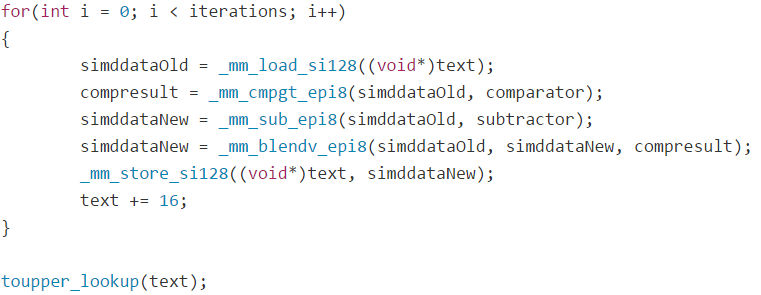 for(int i = 0; i < iterations; i++)
{
        simddataOld = _mm_load_si128((void*)text);
        compresult = _mm_cmpgt_epi8(simddataOld, comparator);
        simddataNew = _mm_sub_epi8(simddataOld, subtractor);
        simddataNew = _mm_blendv_epi8(simddataOld, simddataNew, compresult);
        _mm_store_si128((void*)text, simddataNew);
        text += 16;
}

toupper_lookup(text);